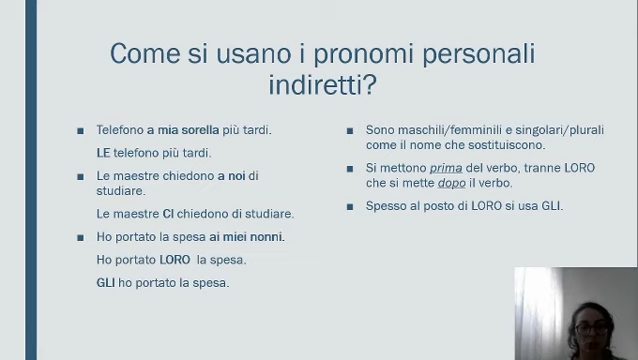 Come si usano i pronomi personali
indiretti?
Telefono a mia sorella più tardi.
LE telefono più tardi.
Le maestre chiedono a noi di
studiare.
Le maestre CI chiedono di studiare.
Ho portato la spesa ai miei nonni.
Ho portato LORO la spesa.
GLI ho portato la spesa.
Sono maschili/femminili e singolari/plurali
come il nome che sostituiscono.
Si mettono prima del verbo, tranne LORO
che si mette dopo il verbo.
Spesso al posto di LORO si usa GLI.